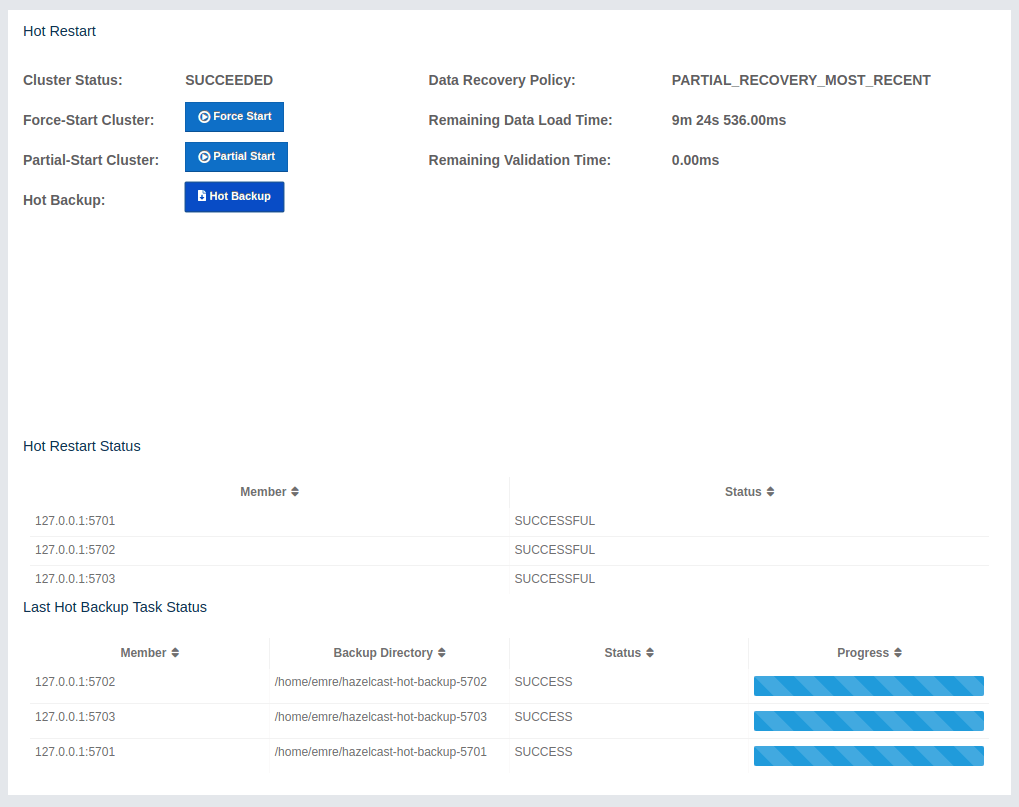 Hot Restart
Cluster Status: SUCCEEDED Data Recovery Policy: PARTIAL_RECOVERY_MOST_RECENT
Force-Start Cluster: Force Start Remaining Data Load Time: 9m 24s 536.00ms
Partial-Start Cluster: Partial Start Remaining Validation Time: 0.00ms
Hot Backup: Hot Backup
Hot Restart Status
Member Status
127.0.0.1:5701 SUCCESSFUL
127.0.0.1:5702 SUCCESSFUL
127.0.0.1:5703 SUCCESSFUL
Last Hot Backup Task Status
Member Backup Directory Status Progress
127.0.0.1:5702 /home/emre/hazelcast-hot-backup-5702 SUCCESS
127.0.0.1:5703 /home/emre/hazelcast-hot-backup-5703 SUCCESS
127.0.0.1:5701 /home/emre/hazelcast-hot-backup-5701 SUCCESS